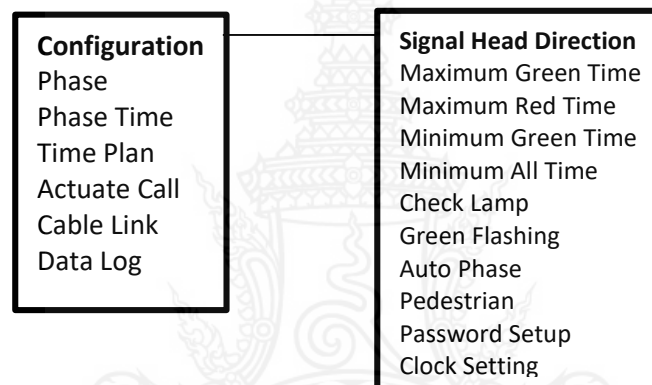 Configuration
Phase
Phase Time
Time Plan
Actuate Call
Cable Link
Data Log
Signal Head Direction
Maximum Green Time
Maximum Red Time
Minimum Green Time
Minimum All Time
Check Lamp
Green Flashing
Auto Phase
Pedestrian
Password Setup
Clock Setting